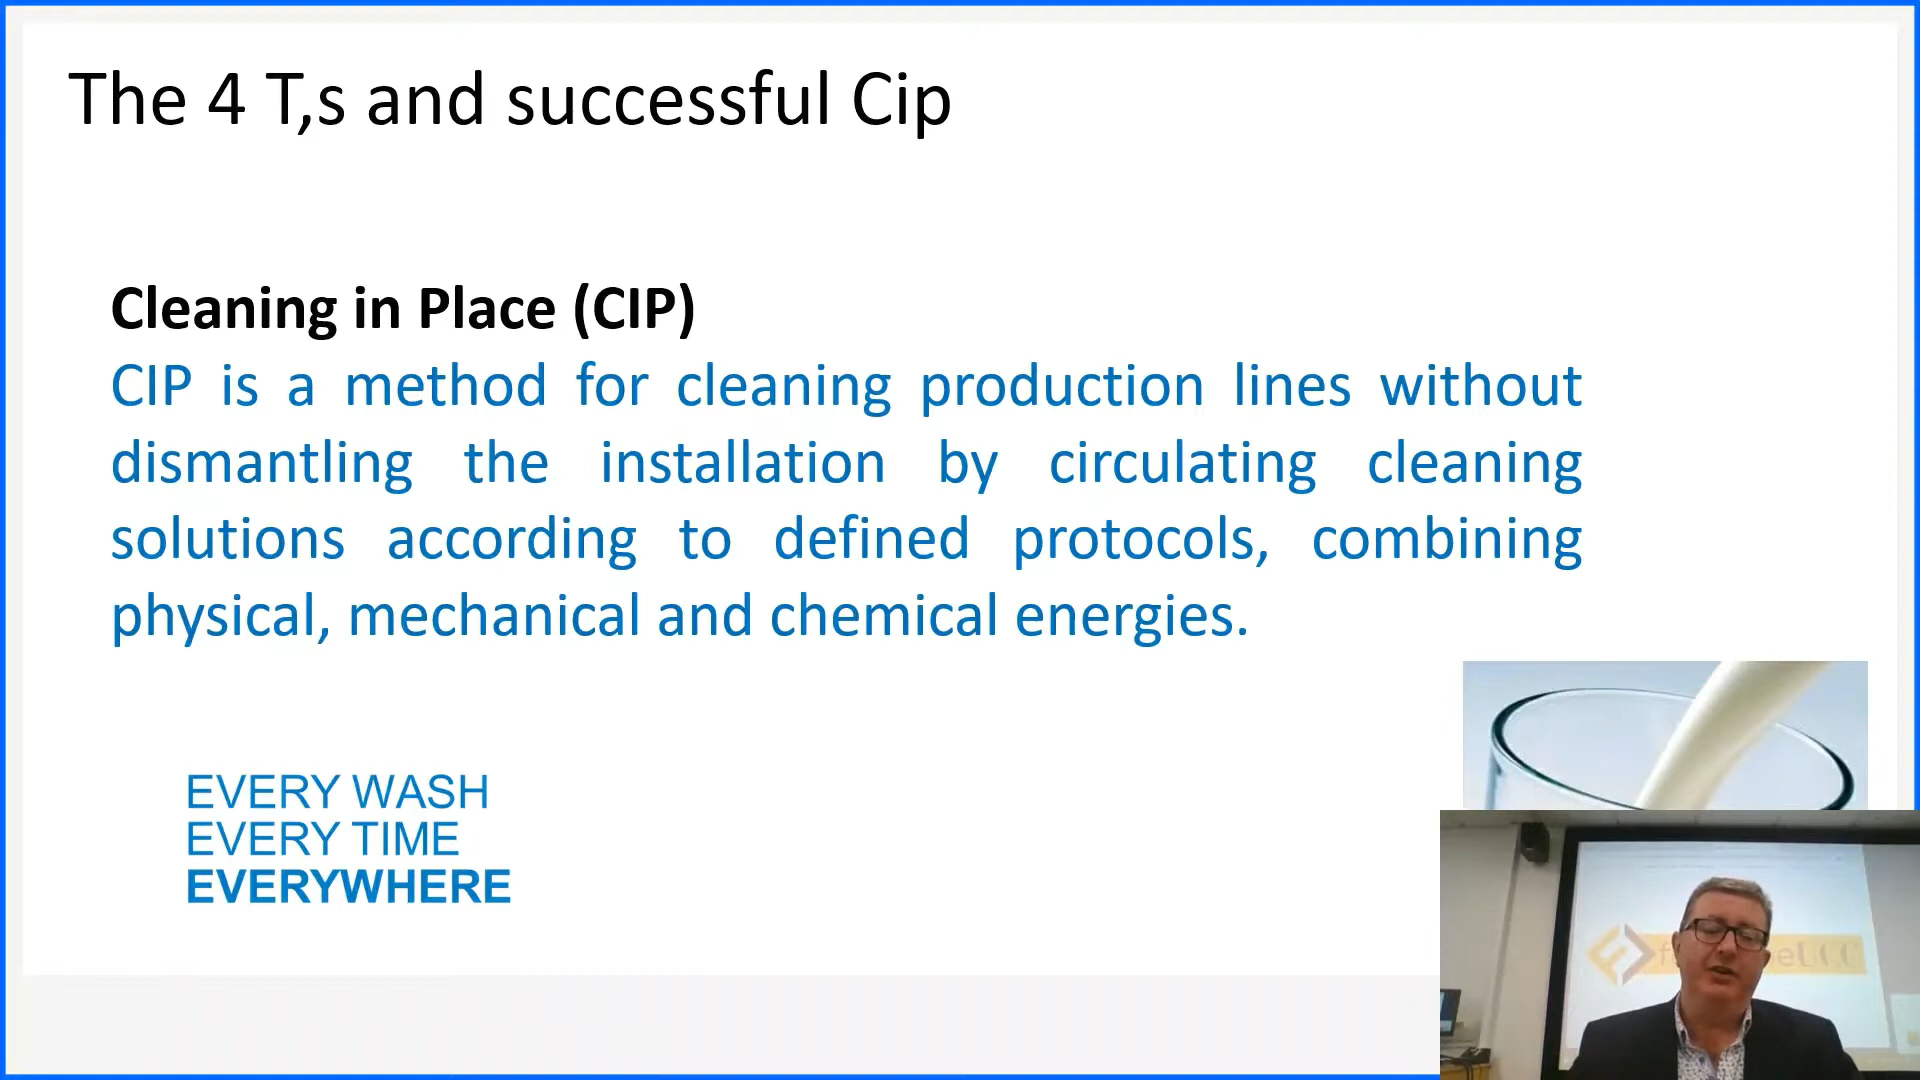 The 4 T,s and successful Cip
Cleaning in Place (CIP)
CIP is a method for cleaning production lines without
dismantling the installation by circulating cleaning
solutions according to defined protocols, combining
physical, mechanical and chemical energies.
EVERY WASH
EVERY TIME
EVERYWHERE